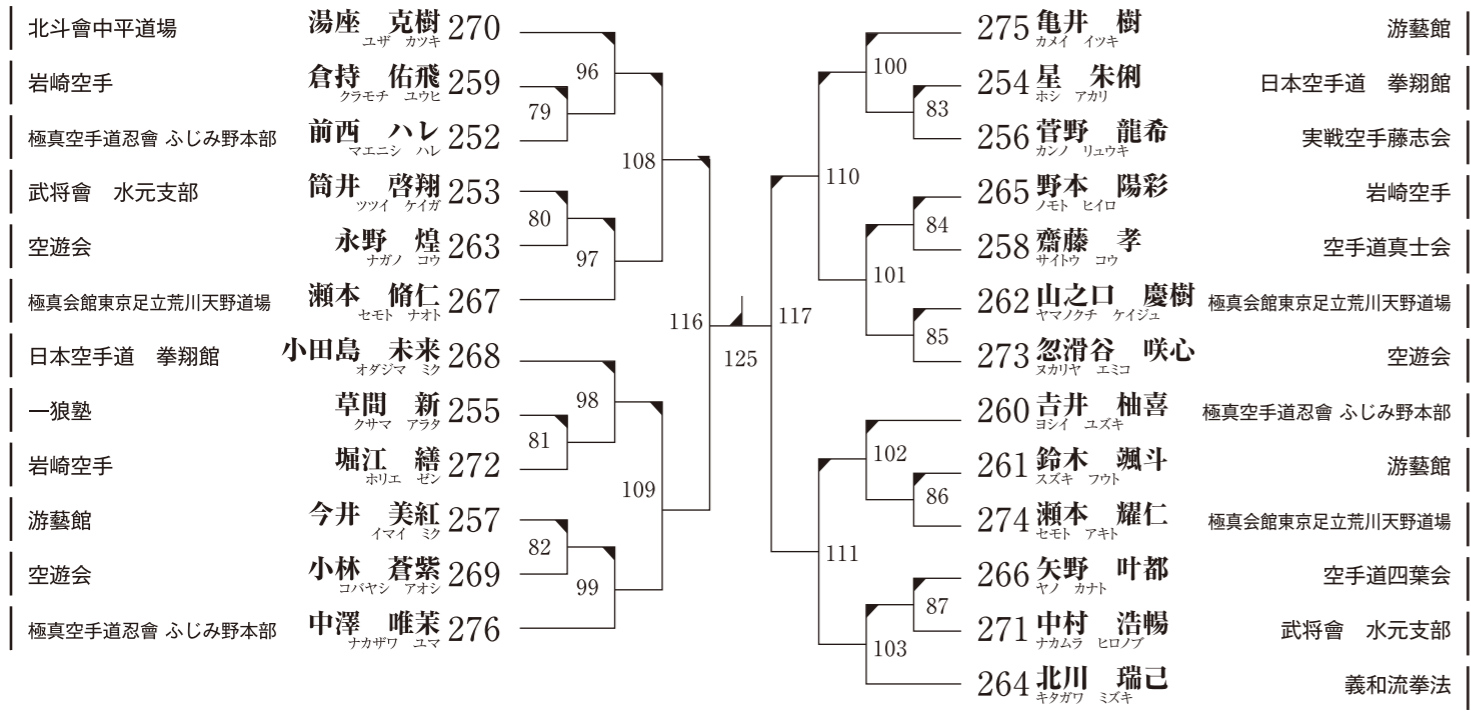 北斗會中平道場 湯座　克樹 270
ユザ　カツキ
岩崎空手 倉持　佑飛 259
クラモチ　ユウヒ
極真空手道忍會 ふじみ野本部 前西　ハレ 252
マエニシ　ハレ
武将會　水元支部 筒井　啓翔 253
ツツイ　ケイガ
空遊会 永野　煌 263
ナガノ　コウ
極真会館東京足立荒川天野道場 瀬本　脩仁 267
セモト　ナオト
日本空手道　拳翔館 小田島　未来 268
オダジマ　ミク
一狼塾 草間　新 255
クサマ　アラタ
岩崎空手 堀江　繕 272
ホリエ　ゼン
游藝館 今井　美紅 257
イマイ　ミク
空遊会 小林　蒼紫 269
コバヤシ　アオシ
極真空手道忍會 ふじみ野本部 中澤　唯茉 276
ナカザワ　ユマ
96
79
108
80
97
116
98
81
109
82
99
125
117
100
83
110
84
101
85
102
86
111
87
103
275 亀井　樹 游藝館
カメイ　イツキ
254 星　朱俐 日本空手道　拳翔館
ホシ　アカリ
256 菅野　龍希 実戦空手藤志会
カンノ　リュウキ
265 野本　陽彩 岩崎空手
ノモト　ヒイロ
258 齋藤　孝 空手道真士会
サイトウ　コウ
262 山之口　慶樹 極真会館東京足立荒川天野道場
ヤマノクチ　ケイジュ
273 忽滑谷　咲心 空遊会
ヌカリヤ　エミコ
260 𠮷井　柚喜 極真空手道忍會 ふじみ野本部
ヨシイ　ユズキ
261 鈴木　颯斗 游藝館
スズキ　フウト
274 瀬本　耀仁 極真会館東京足立荒川天野道場
セモト　アキト
266 矢野　叶都 空手道四葉会
ヤノ　カナト
271 中村　浩暢 武将會　水元支部
ナカムラ　ヒロノブ
264 北川　瑞己 義和流拳法
キタガワ　ミズキ